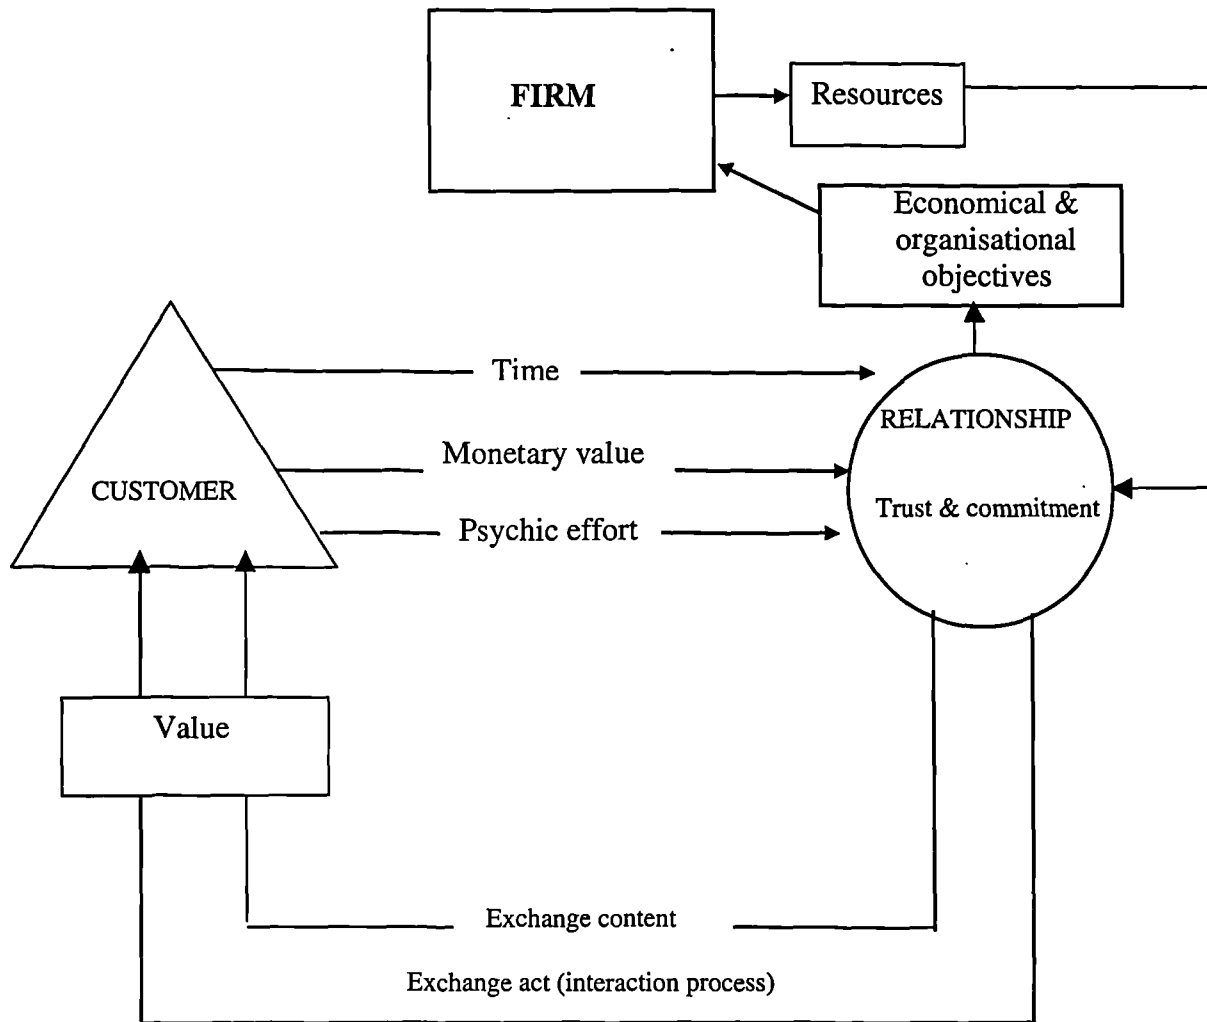 FIRM
Resources
Economical &
organisational
objectives
Time
RELATIONSHIP
Monetary value
CUSTOMER
Trust & commitment
Psychic effort
Value
Exchange content
Exchange act (interaction process)